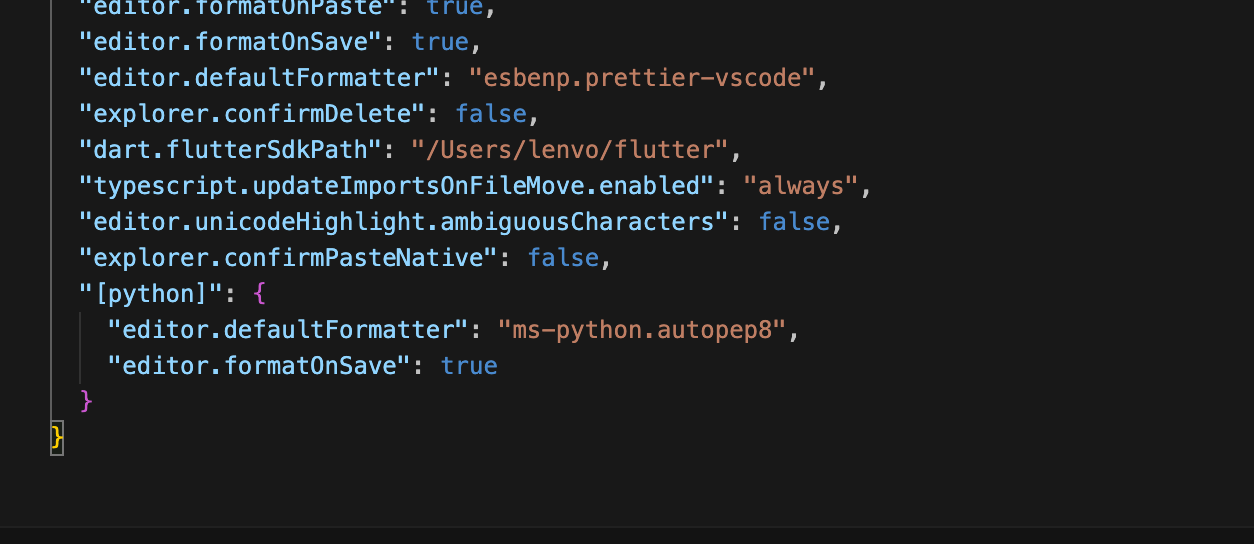 "editor.formatOnPaste": true,
"editor.formatOnSave": true,
"editor.defaultFormatter": "esbenp.prettier-vscode",
"explorer.confirmDelete": false,
"dart.flutterSdkPath": "/Users/lenvo/flutter",
"typescript.updateImportsOnFileMove.enabled": "always",
"editor.unicodeHighlight.ambiguousCharacters": false,
"explorer.confirmPasteNative": false,
"[python]": {
"editor.defaultFormatter": "ms-python.autopep8",
"editor.formatOnSave": true
}
}